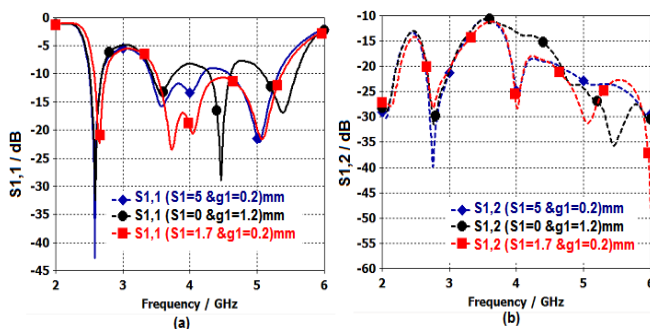 0
-5
-10
-15
-20
-25
-30
-35
-40
-45
S1,1 / dB
S1,1 (S1=5 &g1=0.2)mm
S1,1 (S1=0 &g1=1.2)mm
S1,1 (S1=1.7 &g1=0.2)mm
2 3 4 5 6
Frequency / GHz
(a)
-10
-15
-20
-25
-30
-35
-40
-45
-50
-55
-60
S1,2 / dB
S1,2 (S1=5 &g1=0.2)mm
S1,2 (S1=0 &g1=1.2)mm
S1,2 (S1=1.7 &g1=0.2)mm
2 3 4 5 6
Frequency / GHz
(b)